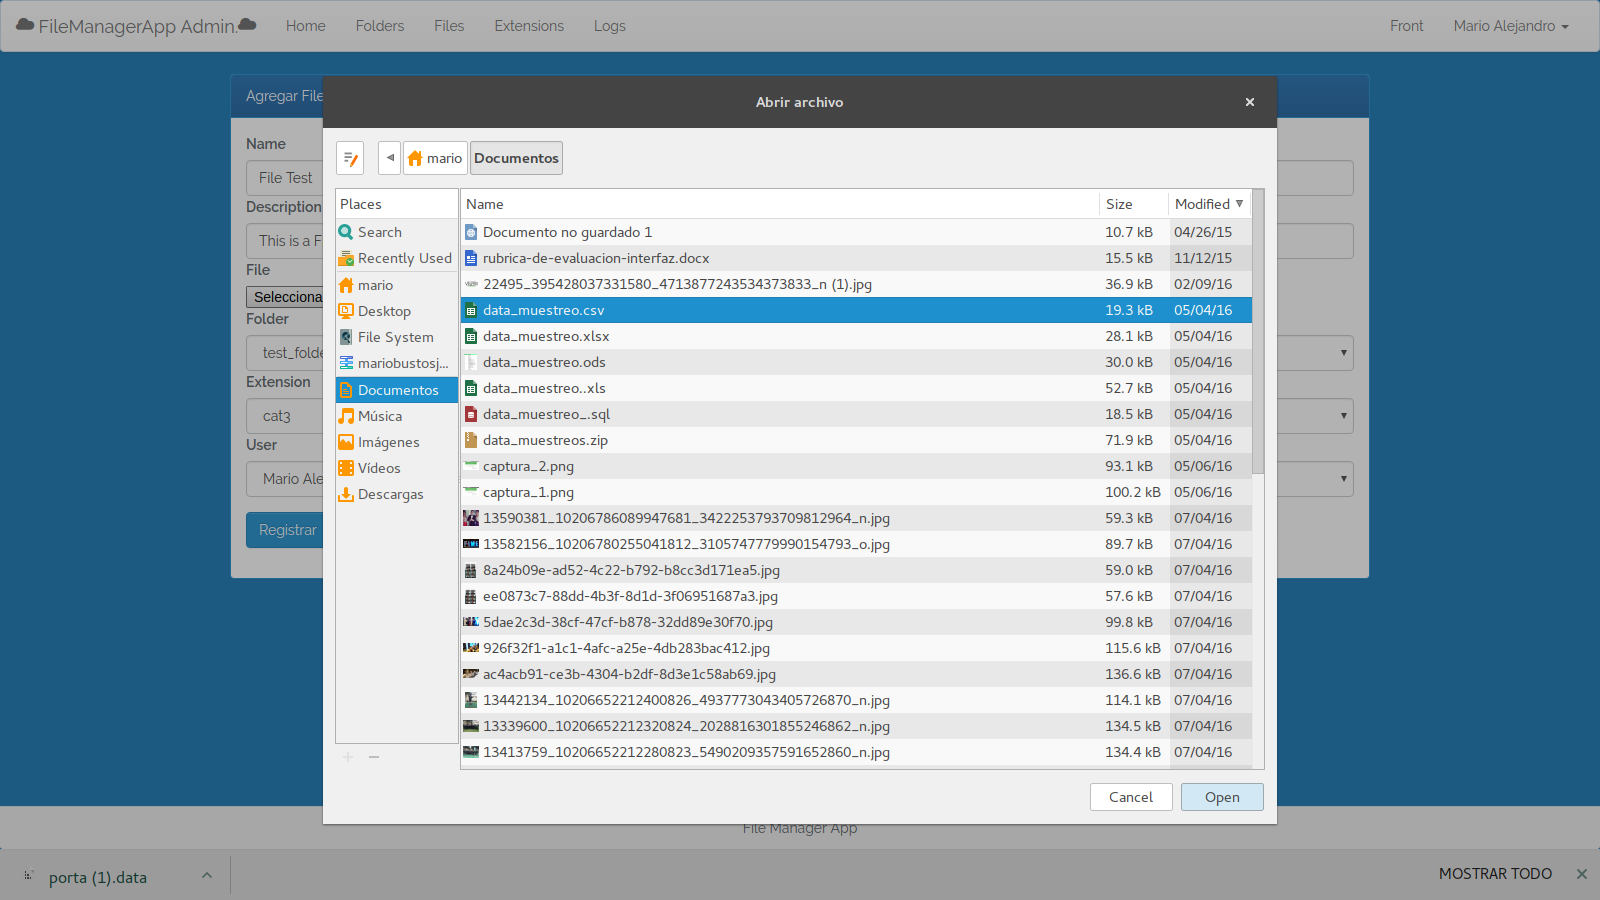 FileManagerApp Admin. Home Folders Files Extensions Logs Front Mario Alejandro
Agregar File
Abrir archivo
mario Documentos
Name
File Test
Description
This is a F
File
Selecciona
Folder
test_folde
Extension
cat3
User
Mario Ale
Registrar
Places
Search
Recently Used
mario
Desktop
File System
mariobustosj...
Documentos
Música
Imágenes
Vídeos
Descargas
Name Size Modified
Documento no guardado 1 10.7 kB 04/26/15
rubrica-de-evaluacion-interfaz.docx 15.5 kB 11/12/15
22495_395428037331580_4713877243534373833_n (1).jpg 36.9 kB 02/09/16
data_muestreo.csv 19.3 kB 05/04/16
data_muestreo.xlsx 28.1 kB 05/04/16
data_muestreo.ods 30.0 kB 05/04/16
data_muestreo..xls 52.7 kB 05/04/16
data_muestreo_.sql 18.5 kB 05/04/16
data_muestreos.zip 71.9 kB 05/04/16
captura_2.png 93.1 kB 05/06/16
captura_1.png 100.2 kB 05/06/16
13590381_10206786089947681_3422253793709812964_n.jpg 59.3 kB 07/04/16
13582156_10206780255041812_3105747779990154793_o.jpg 89.7 kB 07/04/16
8a24b09e-ad52-4c22-b792-b8cc3d171ea5.jpg 59.0 kB 07/04/16
ee0873c7-88dd-4b3f-8d1d-3f06951687a3.jpg 57.6 kB 07/04/16
5dae2c3d-38cf-47cf-b878-32dd89e30f70.jpg 99.8 kB 07/04/16
926f32f1-a1c1-4afc-a25e-4db283bac412.jpg 115.6 kB 07/04/16
ac4acb91-ce3b-4304-b2df-8d3e1c58ab69.jpg 136.6 kB 07/04/16
13442134_10206652212400826_4937773043405726870_n.jpg 114.1 kB 07/04/16
13339600_10206652212320824_2028816301855246862_n.jpg 134.5 kB 07/04/16
13413759_10206652212280823_5490209357591652860_n.jpg 134.4 kB 07/04/16
Cancel Open
File Manager App
porta (1).data MOSTRAR TODO